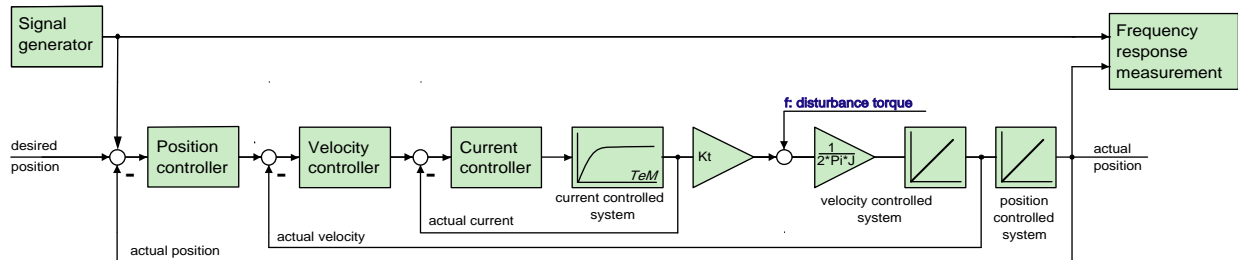 Signal
generator
Frequency
response
measurement
f: disturbance torque
desired
position
Position
controller
Velocity
controller
Current
controller
TeM
current controlled
system
Kt
1
2*Pi*J
velocity controlled
system
position
controlled
system
actual
position
actual current
actual velocity
actual position